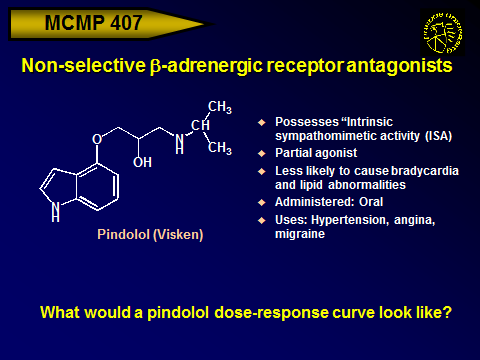 MCMP 407
Non-selective β-adrenergic receptor antagonists
CH3
CH
O
N
H
CH3
OH
N
H
Pindolol (Visken)
Possesses “Intrinsic
sympathomimetic activity (ISA)
Partial agonist
Less likely to cause bradycardia
and lipid abnormalities
Administered: Oral
Uses: Hypertension, angina,
migraine
What would a pindolol dose-response curve look like?